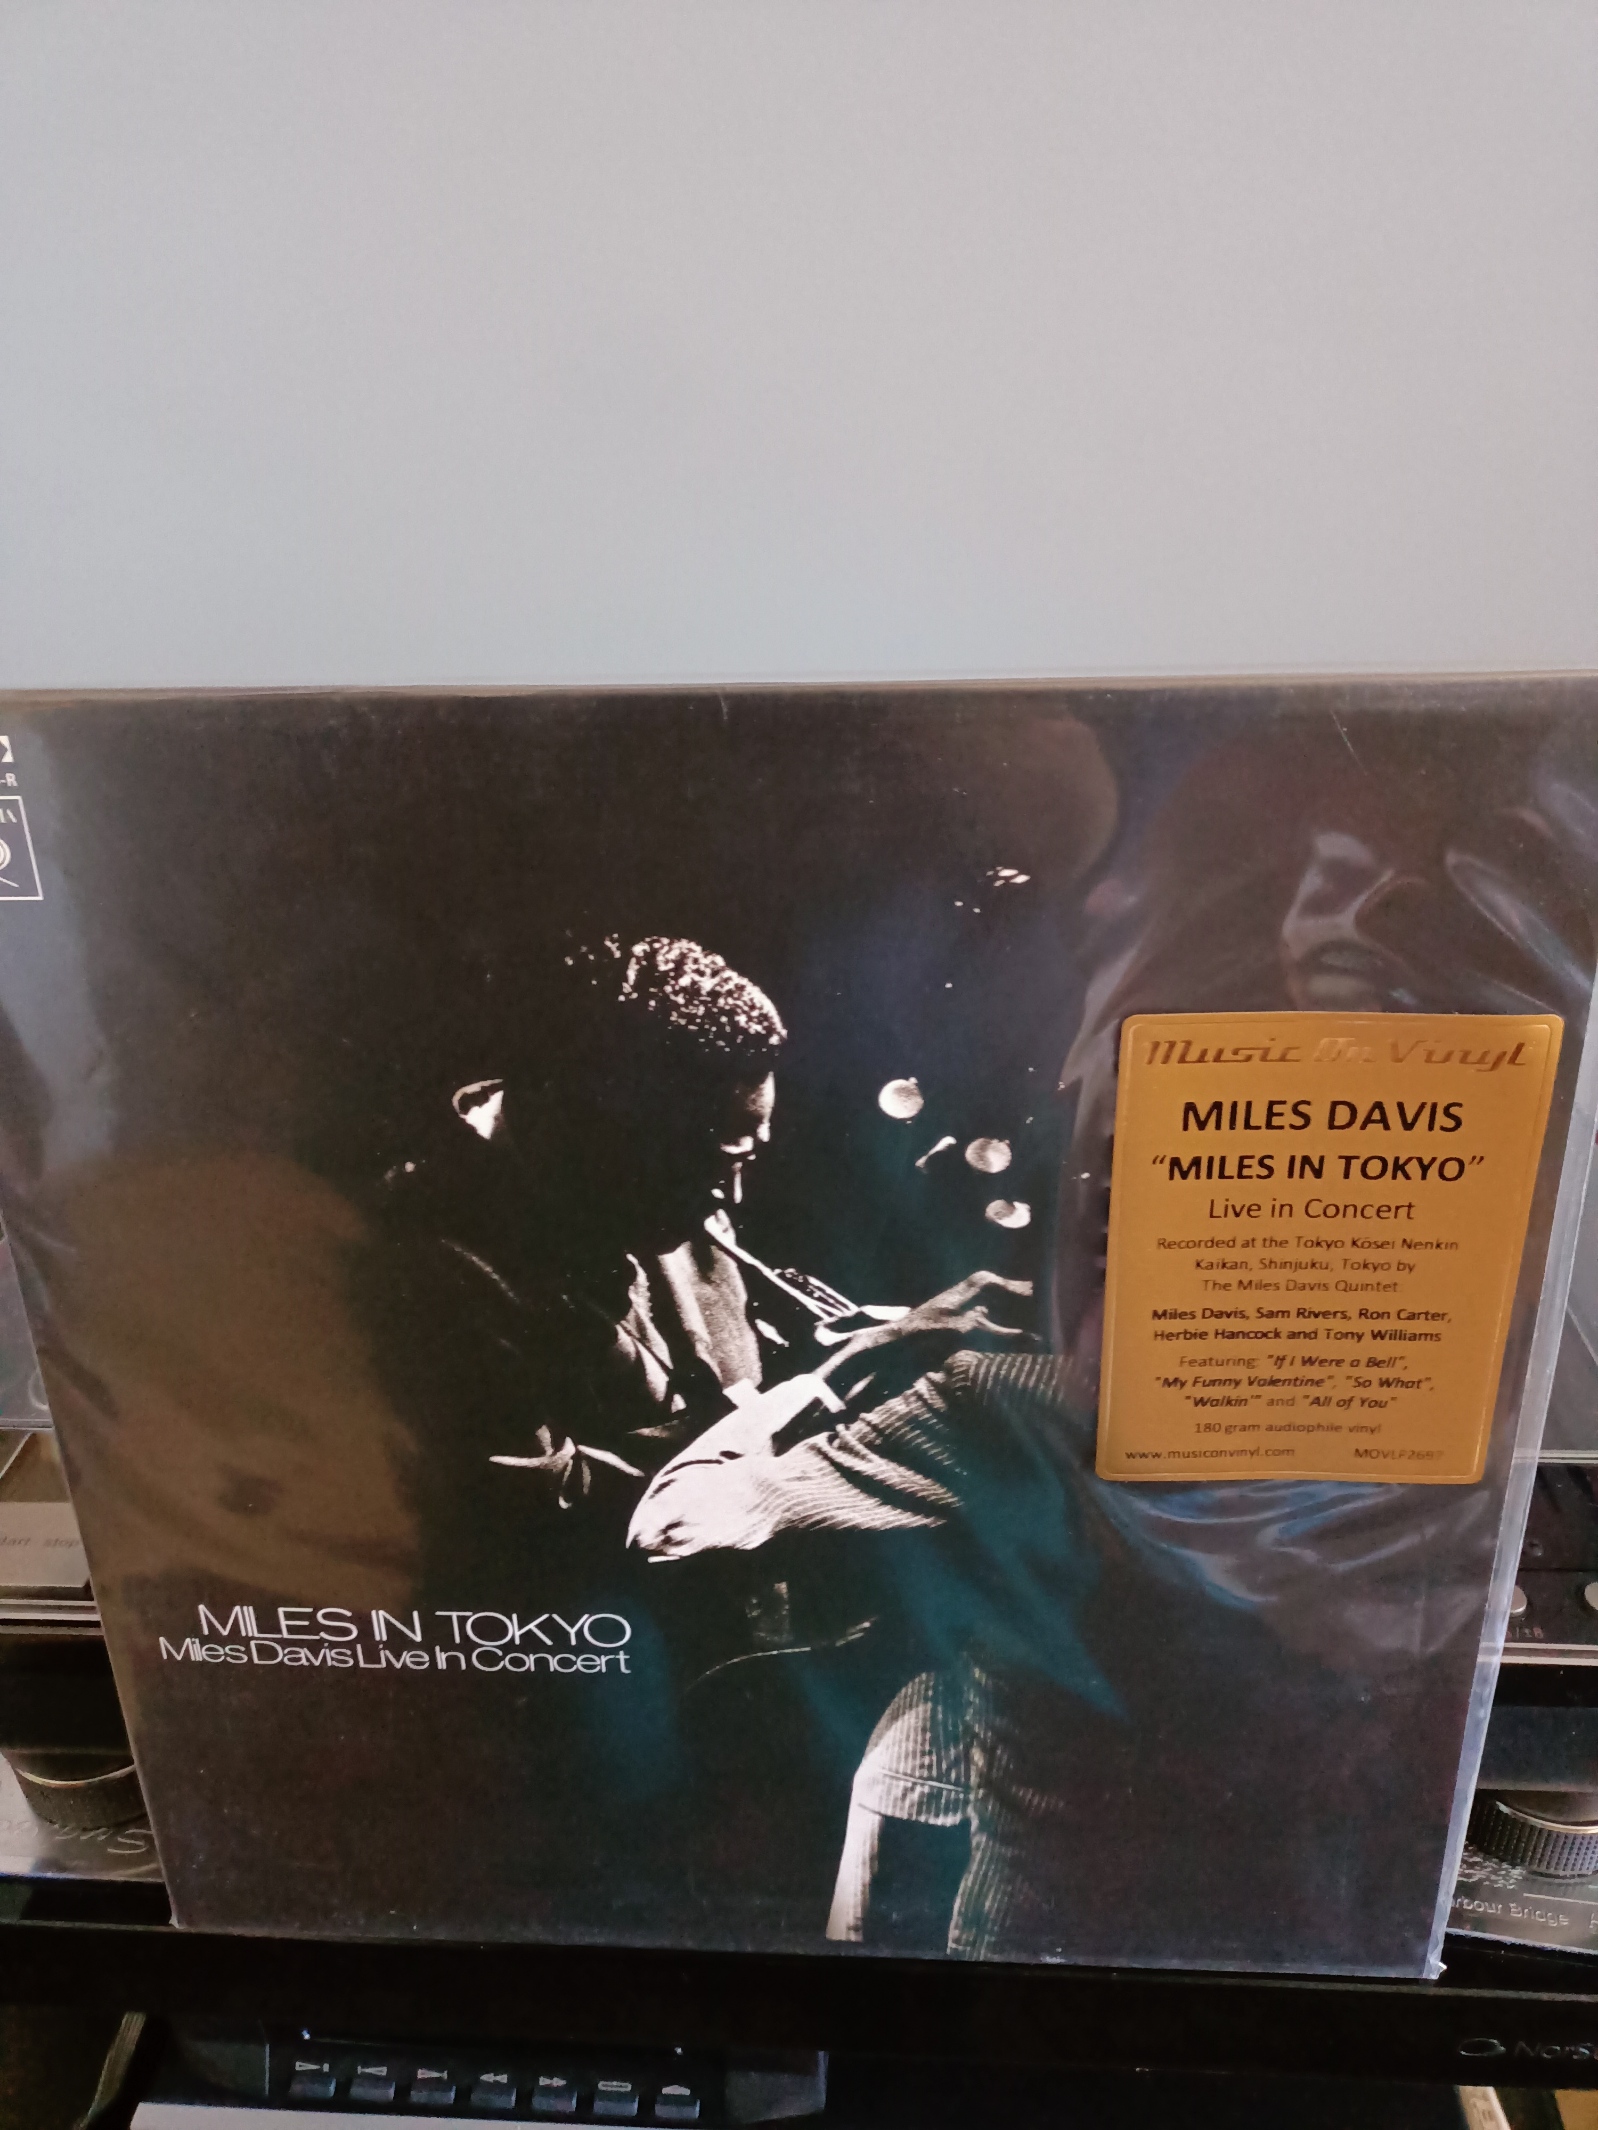 -R
Music On Vinyl
MILES DAVIS
“MILES IN TOKYO”
Live in Concert
Recorded at the Tokyo Kōsei Nenkin
Kaikan, Shinjuku, Tokyo by
The Miles Davis Quintet:
Miles Davis, Sam Rivers, Ron Carter,
Herbie Hancock and Tony Williams
Featuring: "If I Were a Bell",
"My Funny Valentine", "So What",
"Walkin'" and "All of You"
180 gram audiophile vinyl
www.musiconvinyl.com MOVLP2697
stop
MILES IN TOKYO
Miles Davis Live In Concert
Bridge